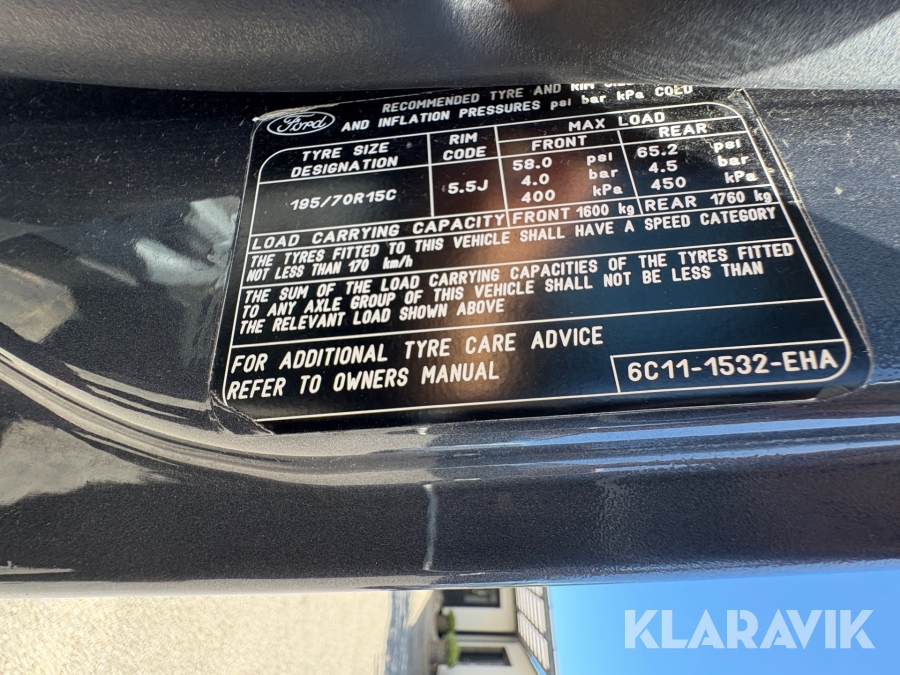 Ford
RECOMMENDED TYRE AND RIM
AND INFLATION PRESSURES psi bar kPa COLD
TYRE SIZE DESIGNATION
RIM CODE
MAX LOAD
FRONT
REAR
195/70R15C
5.5J
58.0 psi
4.0 bar
400 kPa
65.2 psi
4.5 bar
450 kPa
LOAD CARRYING CAPACITY FRONT 1600 kg REAR 1760 kg
THE TYRES FITTED TO THIS VEHICLE SHALL HAVE A SPEED CATEGORY
NOT LESS THAN 170 km/h
THE SUM OF THE LOAD CARRYING CAPACITIES OF THE TYRES FITTED
TO ANY AXLE GROUP OF THIS VEHICLE SHALL NOT BE LESS THAN
THE RELEVANT LOAD SHOWN ABOVE
FOR ADDITIONAL TYRE CARE ADVICE
REFER TO OWNERS MANUAL
6C11-1532-EHA
KLARAVIK